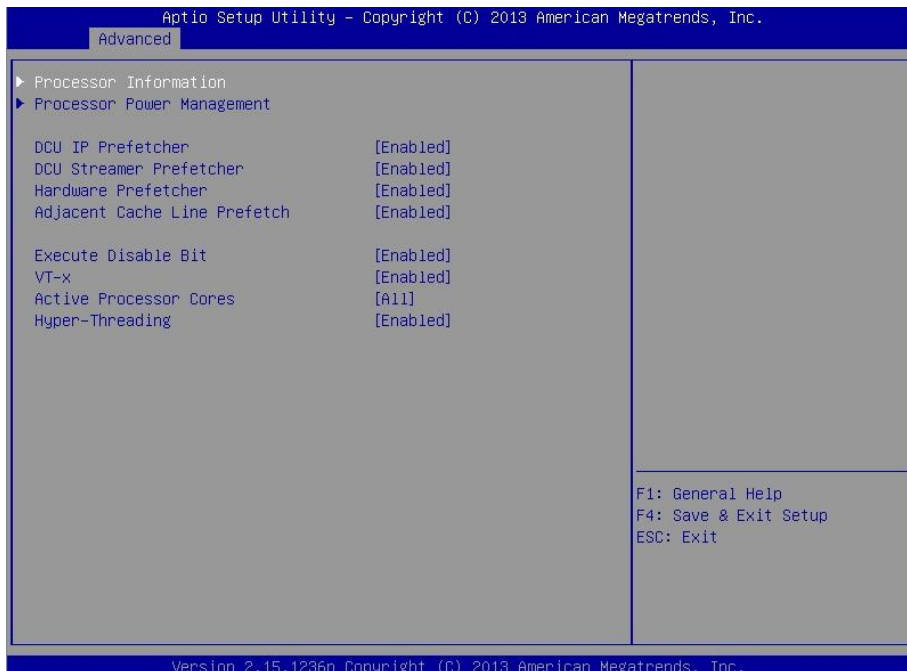 Aptio Setup Utility – Copyright (C) 2013 American Megatrends, Inc.
Advanced
Processor Information
Processor Power Management
DCU IP Prefetcher [Enabled]
DCU Streamer Prefetcher [Enabled]
Hardware Prefetcher [Enabled]
Adjacent Cache Line Prefetch [Enabled]
Execute Disable Bit [Enabled]
VT-x [Enabled]
Active Processor Cores [All]
Hyper-Threading [Enabled]
F1: General Help
F4: Save & Exit Setup
ESC: Exit
Version 2.15.1236n Copyright (C) 2013 American Megatrends, Inc.